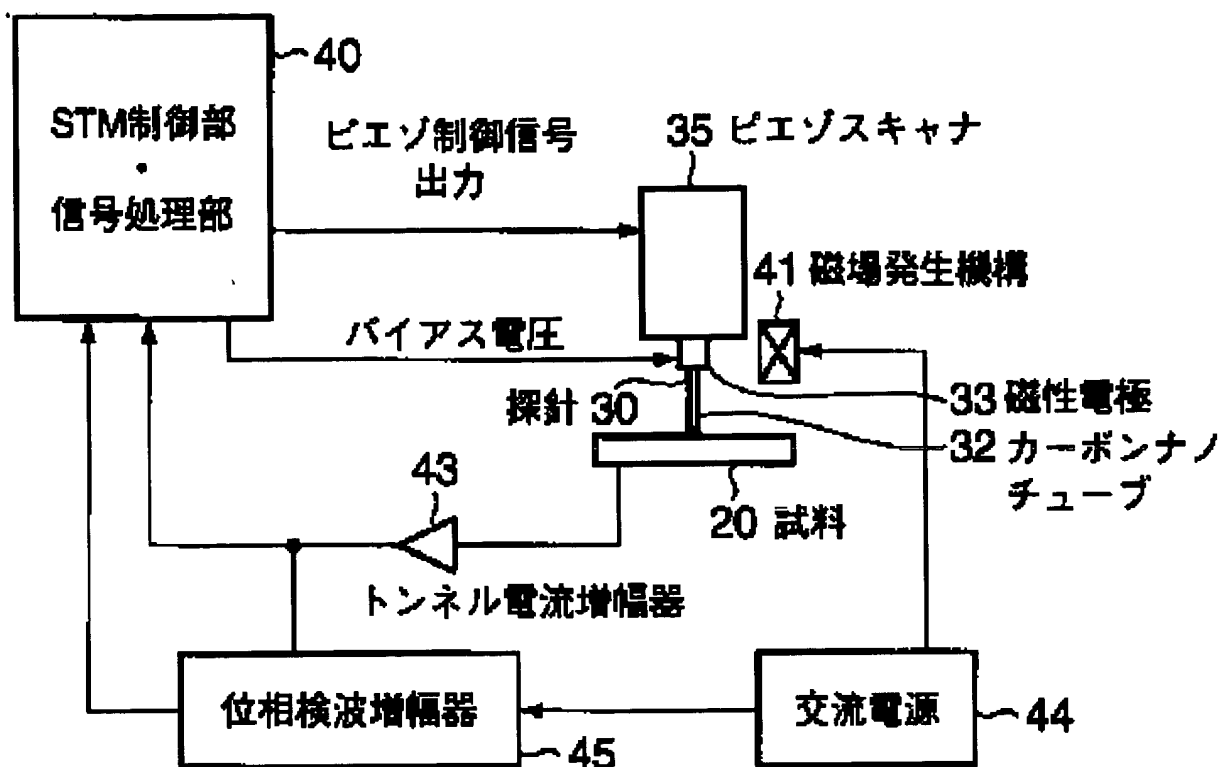 STM制御部
・
信号処理部
40
ピエゾ制御信号
出力
35 ピエゾスキャナ
41 磁場発生機構
バイアス電圧
探針 30
33 磁性電極
32 カーボンナノ
チューブ
20 試料
43
トンネル電流増幅器
位相検波増幅器
45
交流電源
44